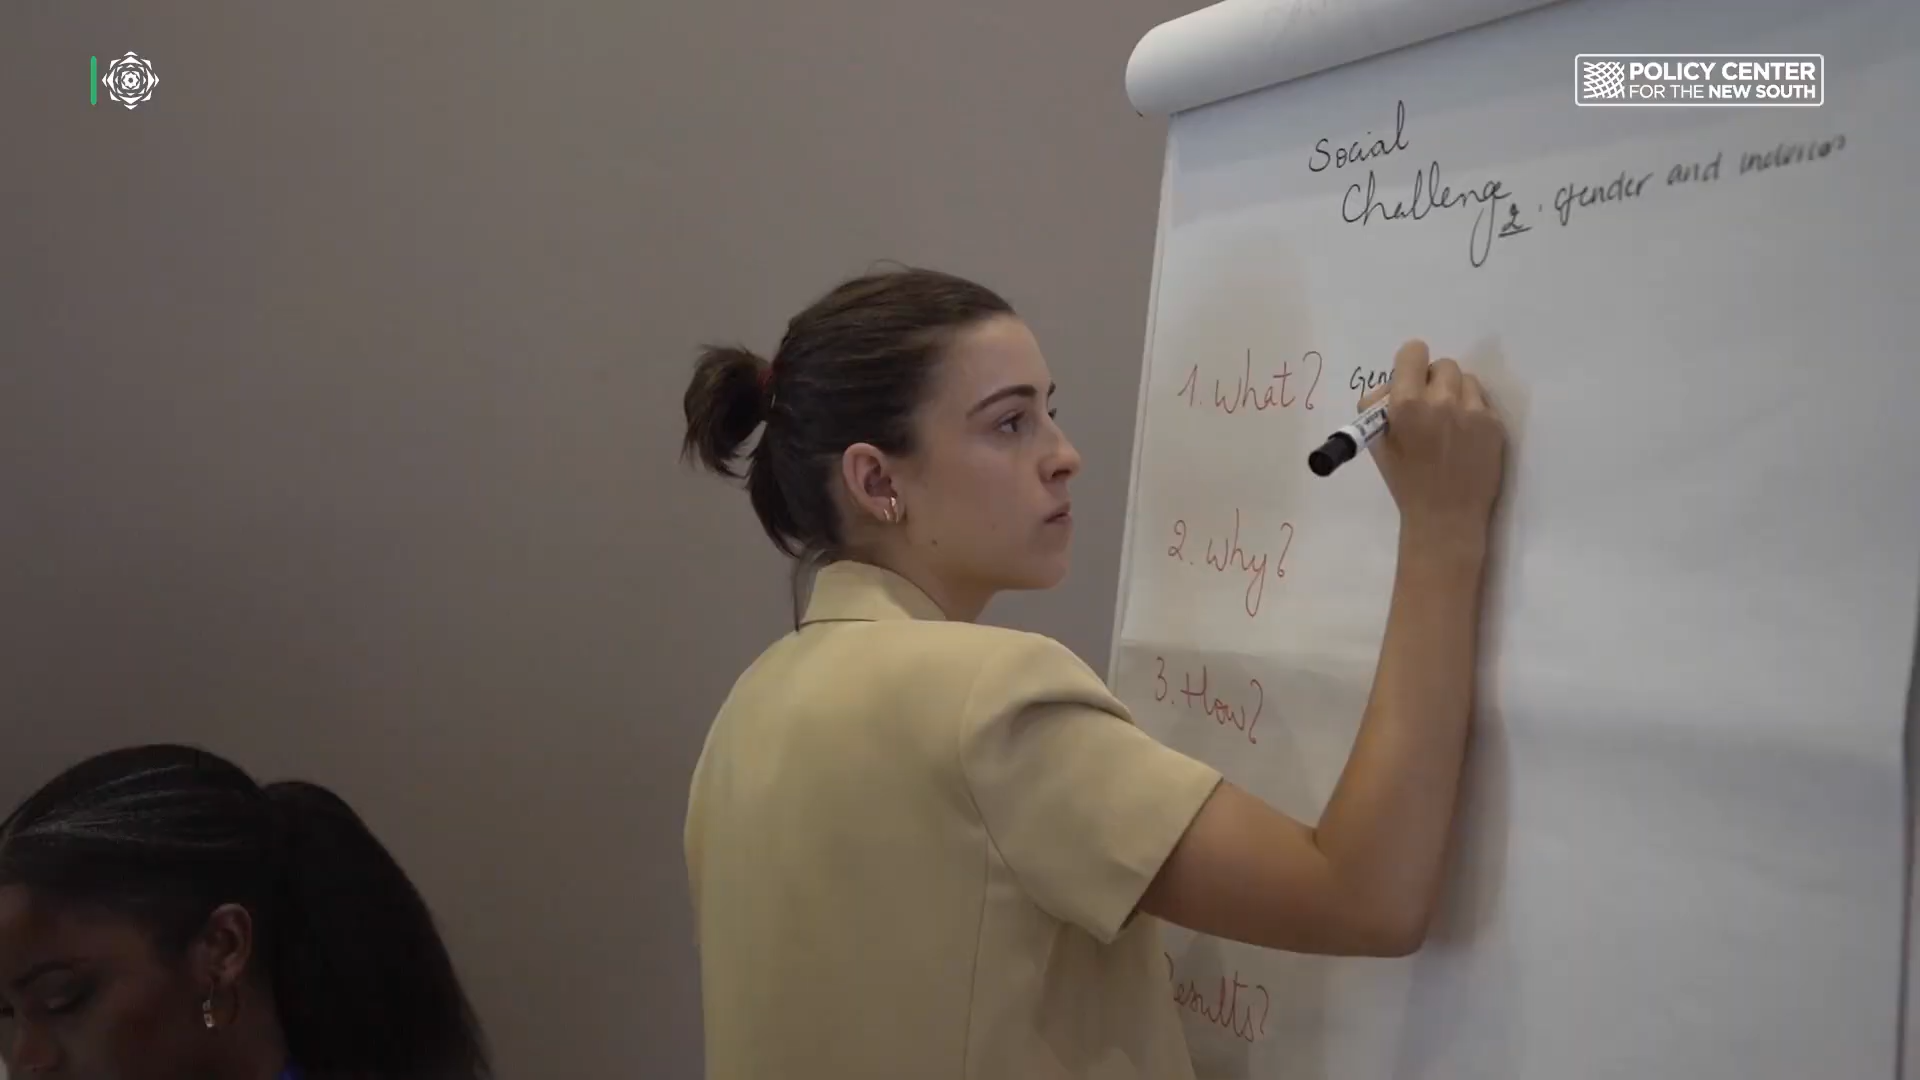 POLICY CENTER
FOR THE NEW SOUTH
Social
Challenge 2. gender and inclusion
1. What? Gen
2. Why?
3. How?
Results?